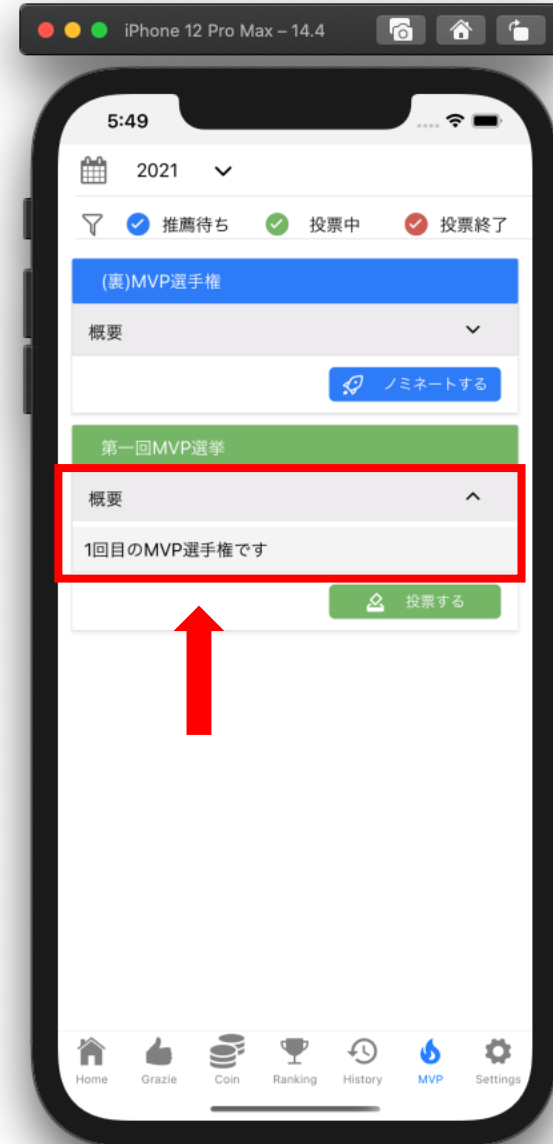 iPhone 12 Pro Max – 14.4
5:49
2021
推薦待ち 投票中 投票終了
(裏)MVP選手権
概要
ノミネートする
第一回MVP選挙
概要
1回目のMVP選手権です
投票する
Home Grazie Coin Ranking History MVP Settings